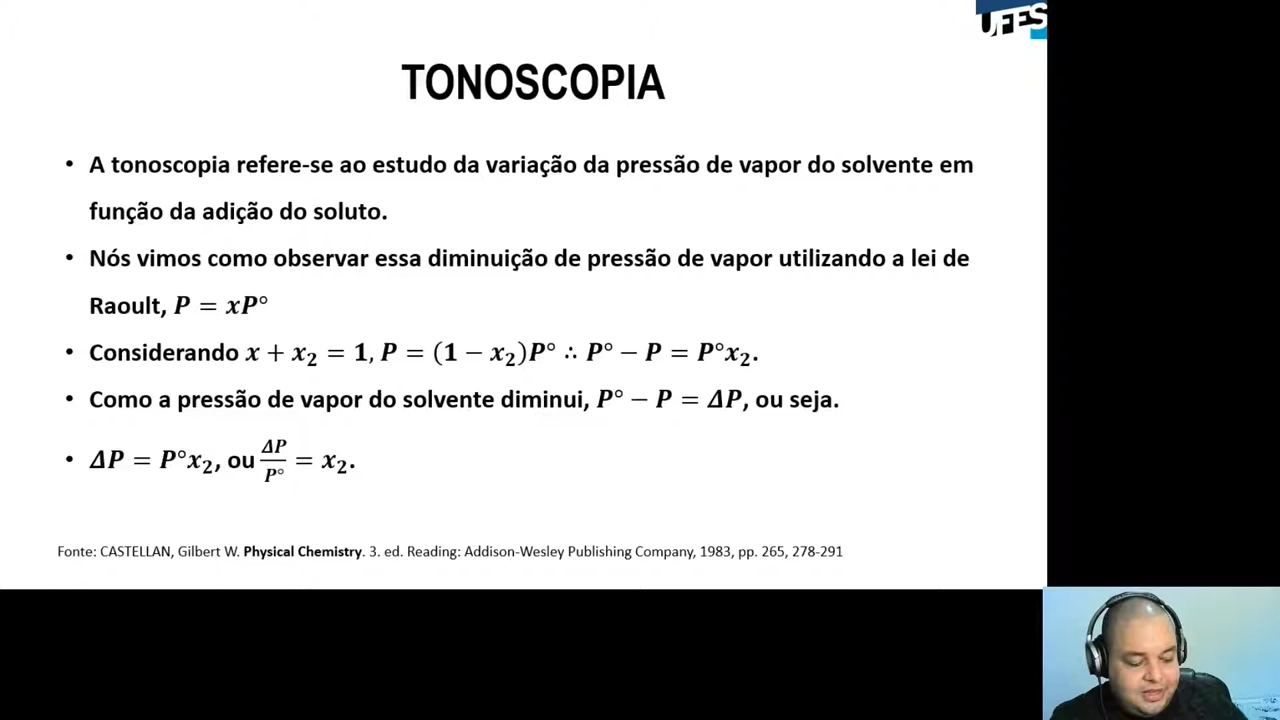 UFES
TONOSCOPIA
• A tonoscopia refere-se ao estudo da variação da pressão de vapor do solvente em
função da adição do soluto.
• Nós vimos como observar essa diminuição de pressão de vapor utilizando a lei de
Raoult, P = xP°
• Considerando x + x₂ = 1, P = (1 − x₂)P° ∴ P° − P = P°x₂.
• Como a pressão de vapor do solvente diminui, P° − P = ΔP, ou seja.
• ΔP = P°x₂, ou ΔP/P° = x₂.
Fonte: CASTELLAN, Gilbert W. Physical Chemistry. 3. ed. Reading: Addison-Wesley Publishing Company, 1983, pp. 265, 278-291